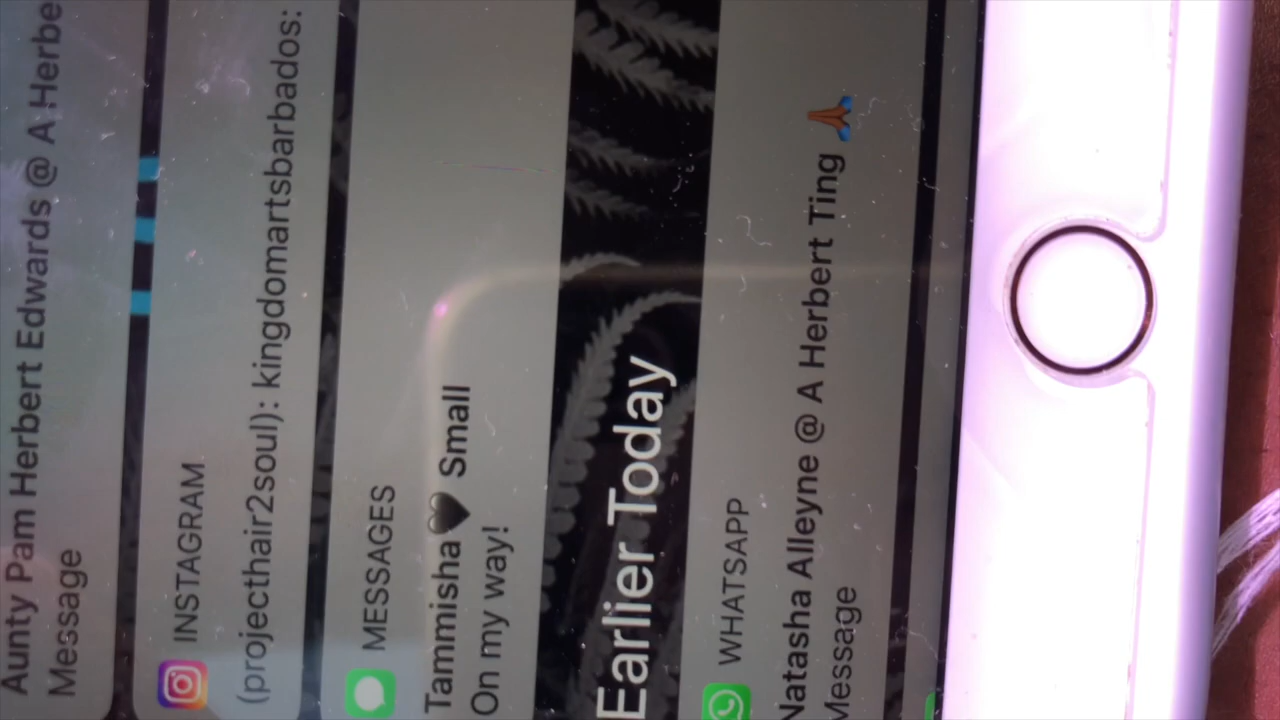 Aunty Pam Herbert Edwards @ A Herbe
Message
INSTAGRAM
(projecthair2soul): kingdomartsbarbados:
MESSAGES
Tammisha🖤 Small
On my way!
Earlier Today
WHATSAPP
Natasha Alleyne @ A Herbert Ting 🙏🏾
Message